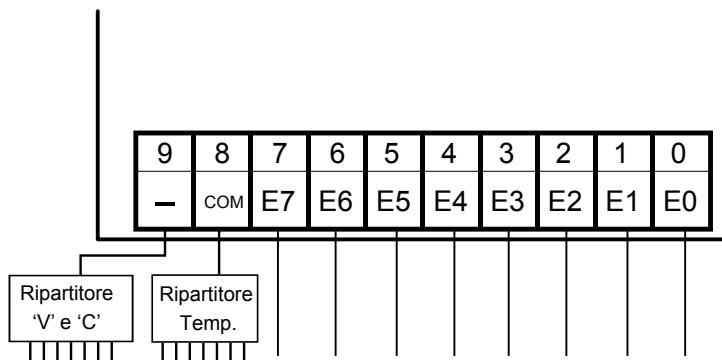 9 8 7 6 5 4 3 2 1 0
– COM E7 E6 E5 E4 E3 E2 E1 E0
Ripartitore
‘V’ e ‘C’
Ripartitore
Temp.